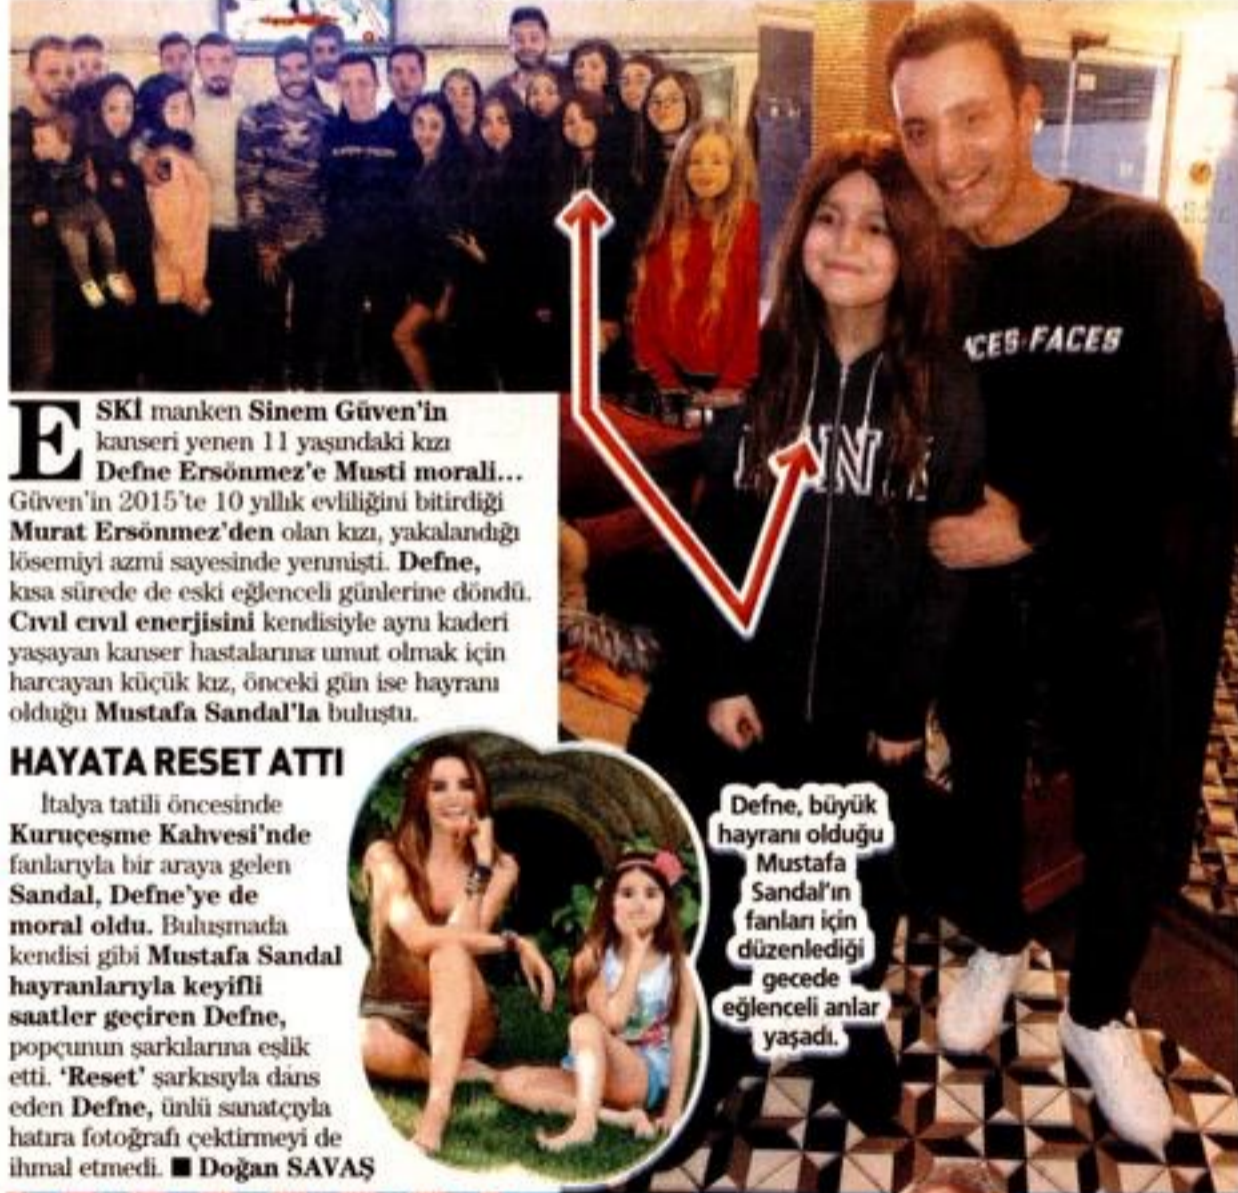 ESKİ manken Sinem Güven'in
kanseri yenen 11 yaşındaki kızı
Defne Ersönmez'e Musti morali...
Güven'in 2015'te 10 yıllık evliliğini bitirdiği
Murat Ersönmez'den olan kızı, yakalandığı
lösemiyi azmi sayesinde yenmişti. Defne,
kısa sürede de eski eğlenceli günlerine döndü.
Cıvıl cıvıl enerjisini kendisiyle aynı kaderi
yaşayan kanser hastalarına umut olmak için
harcayan küçük kız, önceki gün ise hayranı
olduğu Mustafa Sandal'la buluştu.
HAYATA RESET ATTI
İtalya tatili öncesinde
Kuruçeşme Kahvesi'nde
fanlarıyla bir araya gelen
Sandal, Defne'ye de
moral oldu. Buluşmada
kendisi gibi Mustafa Sandal
hayranlarıyla keyifli
saatler geçiren Defne,
popçunun şarkılarına eşlik
etti. 'Reset' şarkısıyla dans
eden Defne, ünlü sanatçıyla
hatıra fotoğrafı çektirmeyi de
ihmal etmedi. ■ Doğan SAVAŞ
Defne, büyük
hayranı olduğu
Mustafa
Sandal'ın
fanları için
düzenlediği
gecede
eğlenceli anlar
yaşadı.
FACES